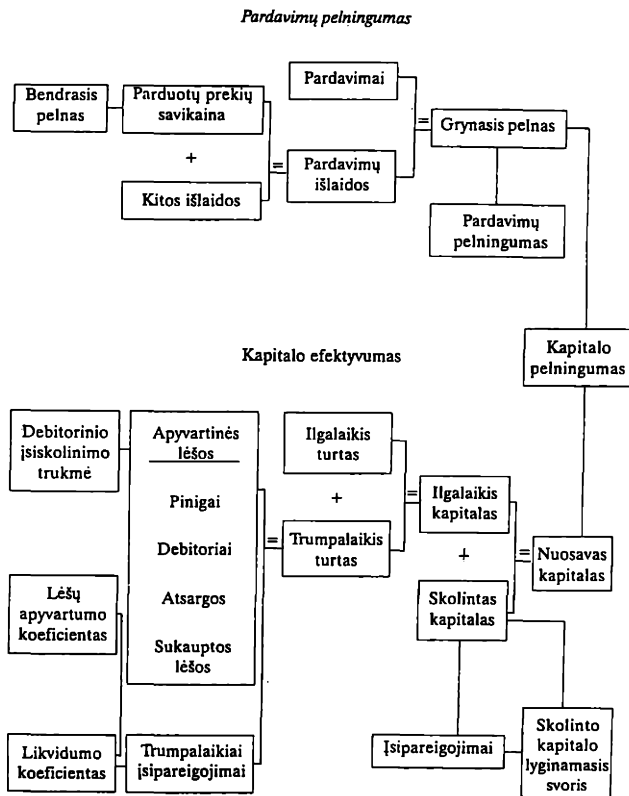 Pardavimų pelningumas
Pardavimai
Bendrasis
pelnas
Parduotų prekių
savikaina
=
Grynasis pelnas
+
=
Pardavimų
išlaidos
Kitos išlaidos
Pardavimų
pelningumas
Kapitalo efektyvumas
Kapitalo
pelningumas
Debitorinio
įsiskolinimo
trukmė
Apyvartinės
lėšos
Pinigai
Debitoriai
Atsargos
Sukauptos
lėšos
Ilgalaikis
turtas
+
=
Trumpalaikis
turtas
=
Ilgalaikis
kapitalas
+
=
Nuosavas
kapitalas
Skolintas
kapitalas
Lėšų
apyvartumo
koeficientas
Likvidumo
koeficientas
Trumpalaikiai
įsipareigojimai
Įsipareigojimai
Skolinto
kapitalo
lyginamasis
svoris